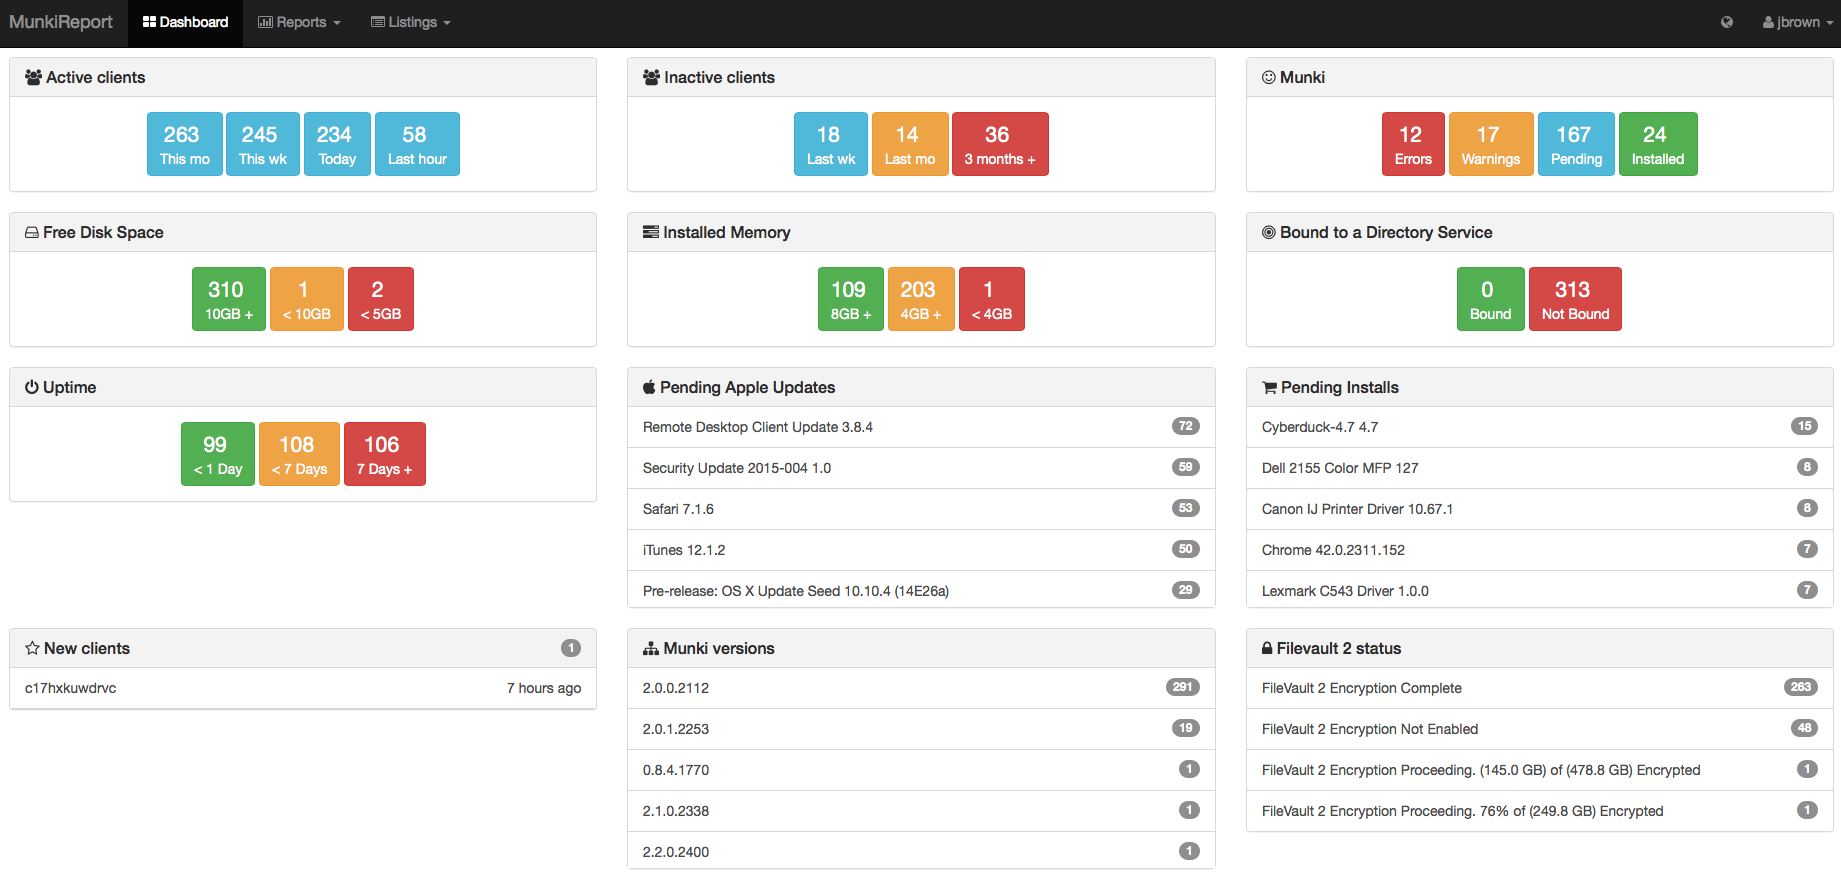 MunkiReport Dashboard Reports Listings jbrown
Active clients
263 245 234 58
This mo This wk Today Last hour
Inactive clients
18 14 36
Last wk Last mo 3 months +
Munki
12 17 167 24
Errors Warnings Pending Installed
Free Disk Space
310 1 2
10GB + < 10GB < 5GB
Installed Memory
109 203 1
8GB + 4GB + < 4GB
Bound to a Directory Service
0 313
Bound Not Bound
Uptime
99 108 106
< 1 Day < 7 Days 7 Days +
Pending Apple Updates
Remote Desktop Client Update 3.8.4 72
Security Update 2015-004 1.0 59
Safari 7.1.6 53
iTunes 12.1.2 50
Pre-release: OS X Update Seed 10.10.4 (14E26a) 29
Pending Installs
Cyberduck-4.7 4.7 15
Dell 2155 Color MFP 127 8
Canon IJ Printer Driver 10.67.1 8
Chrome 42.0.2311.152 7
Lexmark C543 Driver 1.0.0 7
New clients 1
c17hxkuwdrvc 7 hours ago
Munki versions
2.0.0.2112 291
2.0.1.2253 19
0.8.4.1770 1
2.1.0.2338 1
2.2.0.2400 1
Filevault 2 status
FileVault 2 Encryption Complete 263
FileVault 2 Encryption Not Enabled 48
FileVault 2 Encryption Proceeding. (145.0 GB) of (478.8 GB) Encrypted 1
FileVault 2 Encryption Proceeding. 76% of (249.8 GB) Encrypted 1